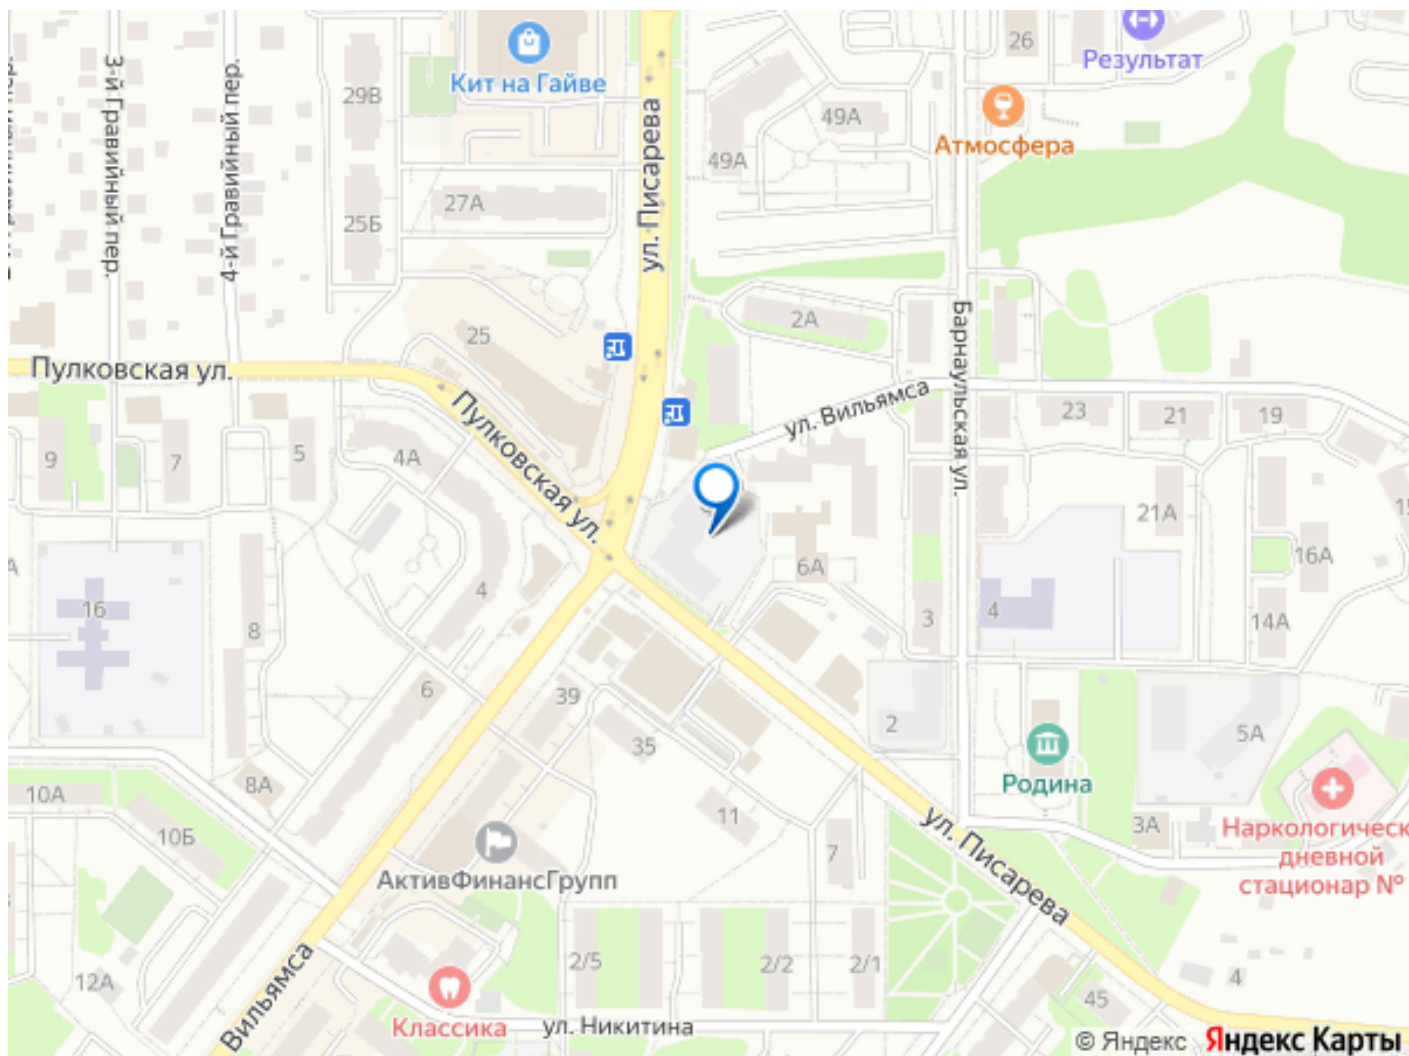 3-й Гравийный пер.
4-й Гравийный пер.
29В
Кит на Гайве
ул. Писарева
49А
49А
26
Результат
Атмосфера
27А
25Б
25
2А
Барнаульская ул.
Пулковская ул.
Пулковская ул.
ул. Вильямса
23
21
19
9
7
5
4А
21А
16А
6А
4
16
8
3
4
14А
6
39
35
2
5А
Родина
8А
10А
10Б
11
7
3А
Наркологическ
дневной
стационар №
АктивФинансГрупп
ул. Писарева
12А
Вильямса
2/5
2/2
2/1
4
45
Классика
ул. Никитина
© Яндекс
Яндекс Карты